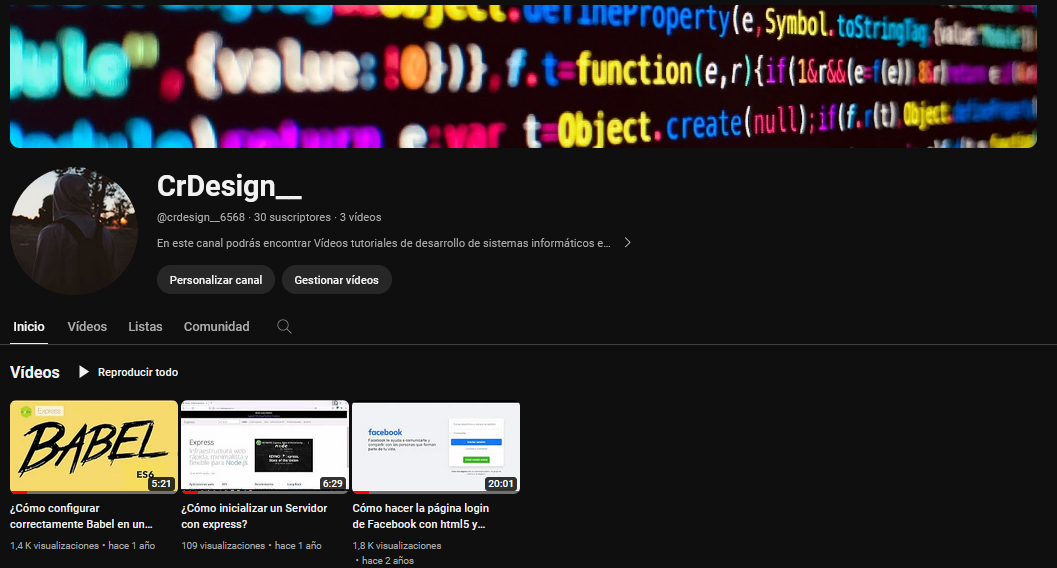 Object.defineProperty(e,Symbol.toStringTag,{value:"Module"
{value:!0})},f.t=function(e,r){if(1&r&&(e=f(e)),8&r)
e;var t=Object.create(null);if(f.r(t),Object.
CrDesign__
@crdesign__6568 · 30 suscriptores · 3 vídeos
En este canal podrás encontrar Vídeos tutoriales de desarrollo de sistemas informáticos e...
Personalizar canal Gestionar vídeos
Inicio Vídeos Listas Comunidad
Vídeos Reproducir todo
Express
BABEL
ES6
5:21
Express
Infraestructura web
rápida, minimalista y
flexible para Node.js
6:29
facebook
Facebook te ayuda a comunicarte y
compartir con las personas que forman
parte de tu vida.
20:01
¿Cómo configurar
correctamente Babel en un...
1,4 K visualizaciones • hace 1 año
¿Cómo inicializar un Servidor
con express?
109 visualizaciones • hace 1 año
Cómo hacer la página login
de Facebook con html5 y...
1,8 K visualizaciones
• hace 2 años